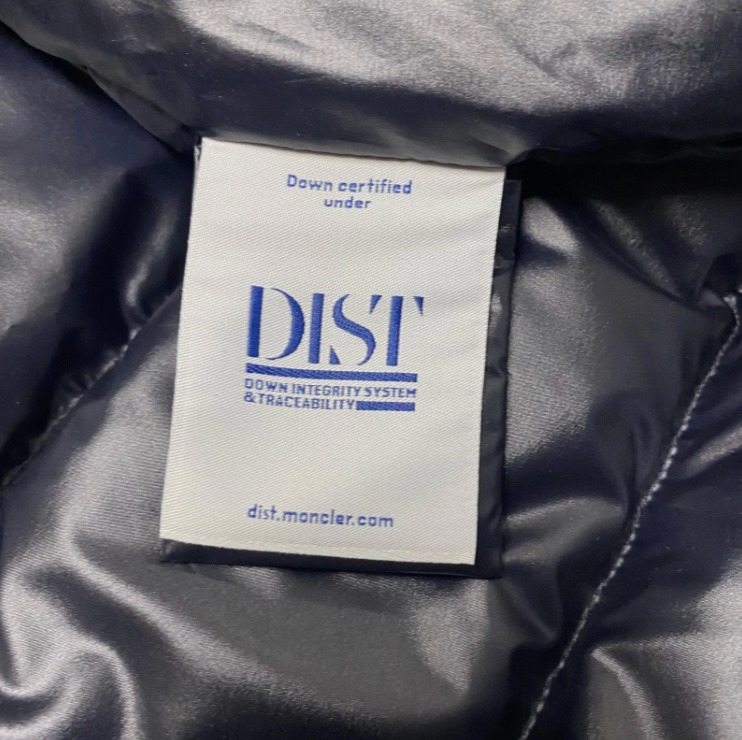 Down certified
under
DIST
DOWN INTEGRITY SYSTEM
&TRACEABILITY
dist.moncler.com